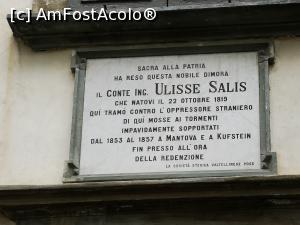 [c] AmFostAcolo®
SACRA ALLA PATRIA
HA RESO QUESTA NOBILE DIMORA
IL CONTE ING. ULISSE SALIS
CHE NATOVI IL 22 OTTOBRE 1819
QUI TRAMÒ CONTRO L'OPPRESSORE STRANIERO
DI QUI MOSSE AI TORMENTI
IMPAVIDAMENTE SOPPORTATI
DAL 1853 AL 1857 A MANTOVA E A KUFSTEIN
FIN PRESSO ALL'ORA
DELLA REDENZIONE
LA SOCIETÀ STORICA VALTELLINESE